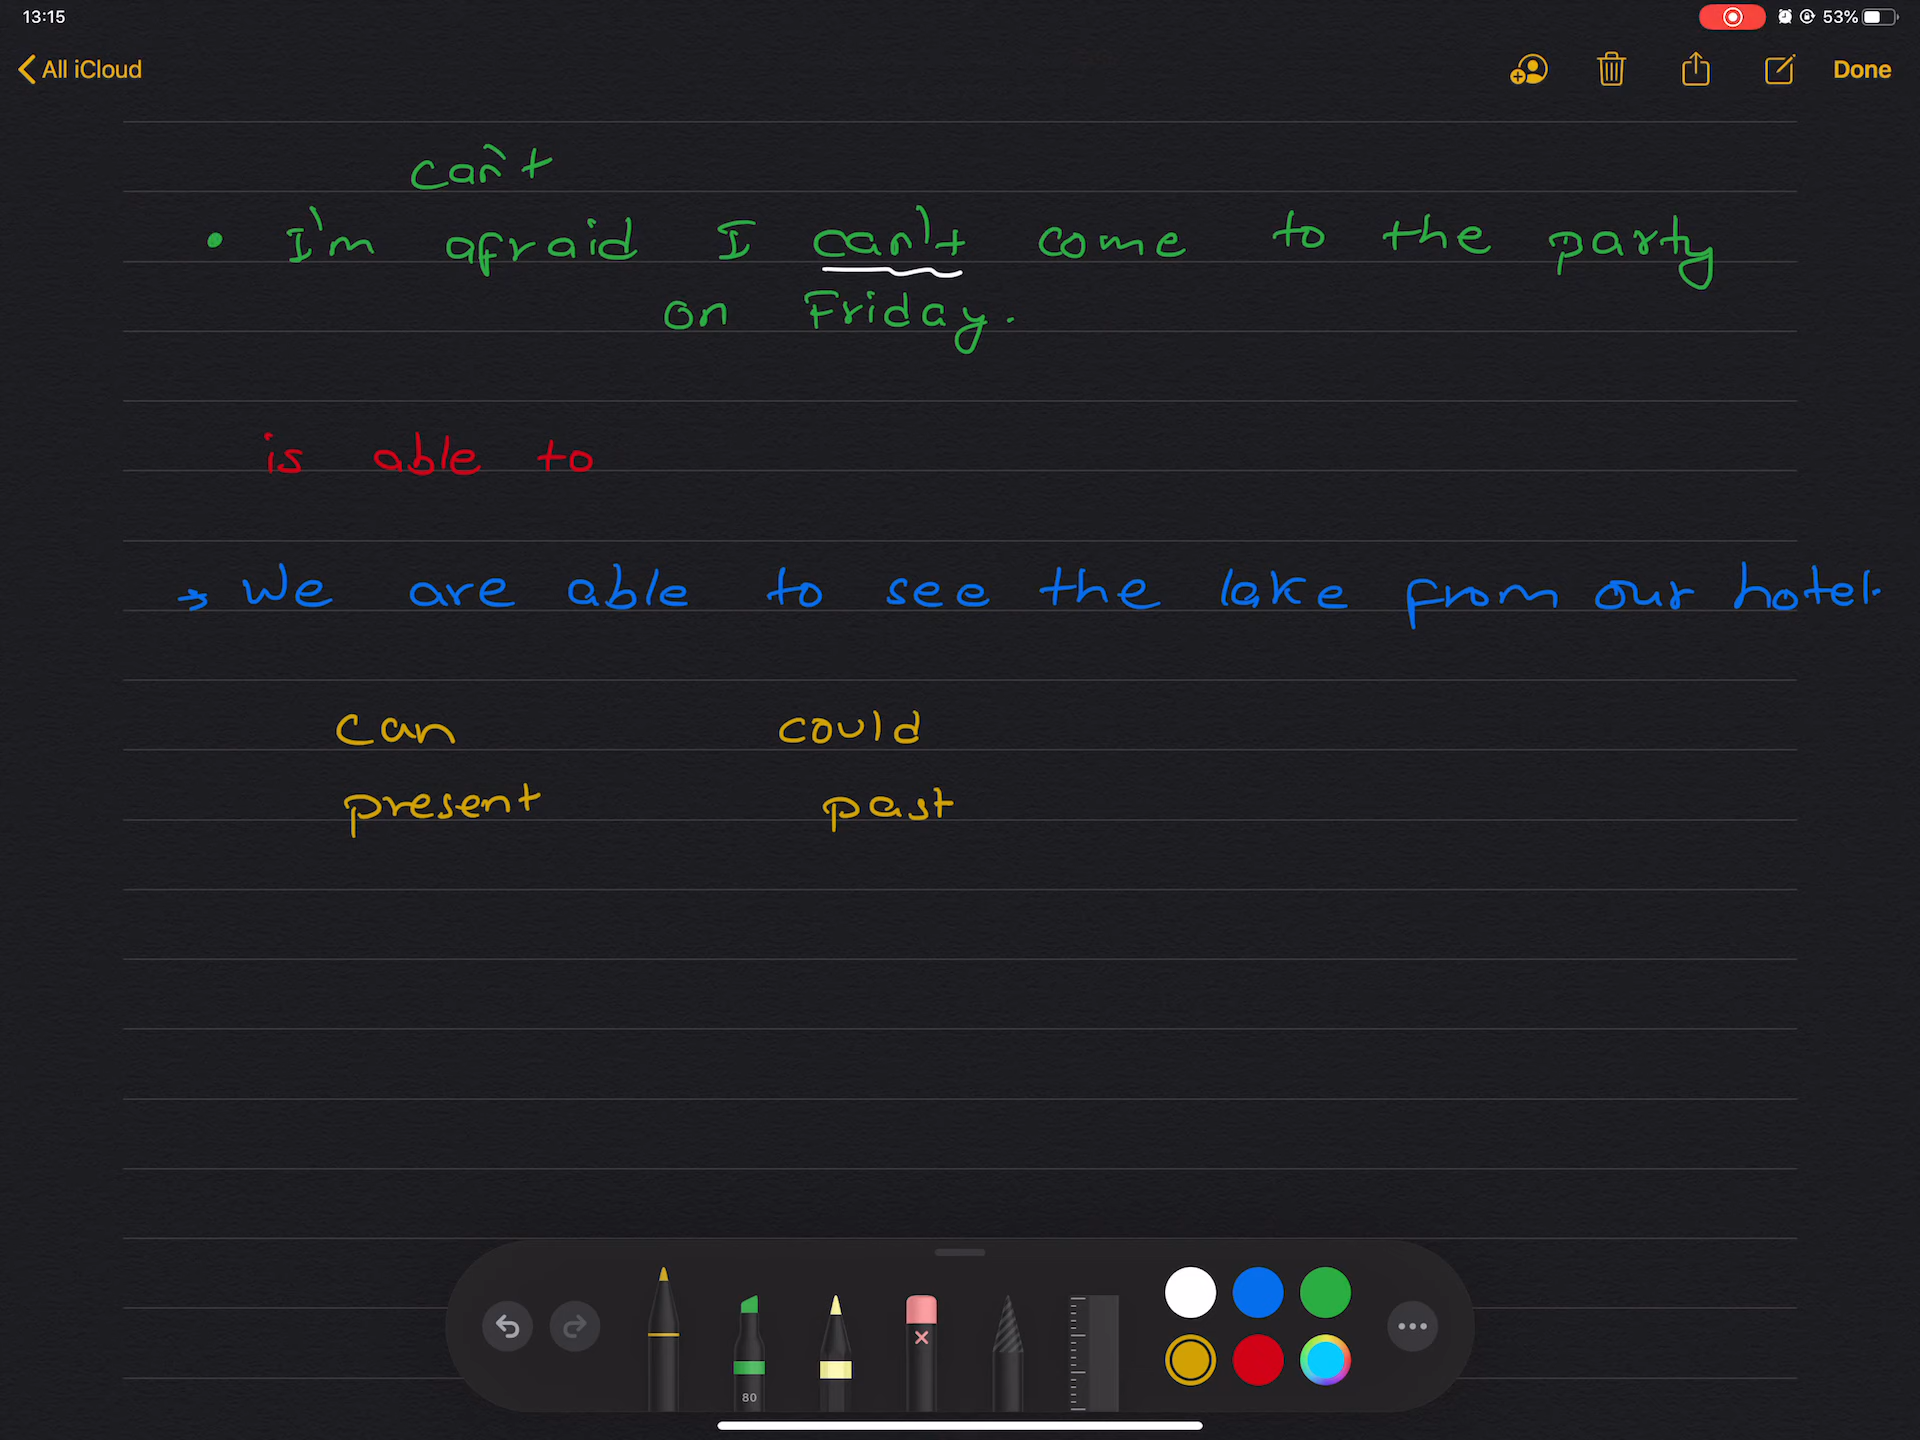 13:15 53%
All iCloud Done
can't
• I'm afraid I can't come to the party
on Friday.
is able to
→ We are able to see the lake from our hotel.
can could
present past
80